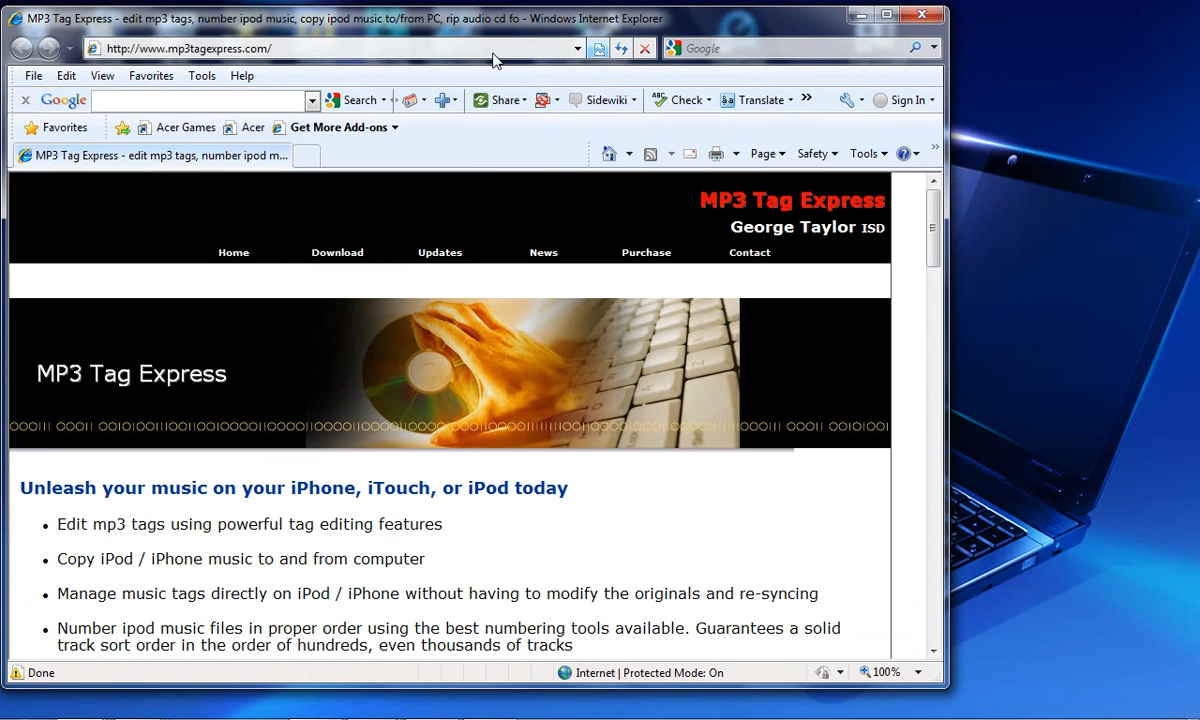 MP3 Tag Express - edit mp3 tags, number ipod music, copy ipod music to/from PC, rip audio cd fo - Windows Internet Explorer
http://www.mp3tagexpress.com/
Google
File Edit View Favorites Tools Help
x Google Search Share Sidewiki ABC Check aä Translate Sign In
Favorites Acer Games Acer Get More Add-ons
MP3 Tag Express - edit mp3 tags, number ipod m...
Page Safety Tools
MP3 Tag Express
George Taylor ISD
Home Download Updates News Purchase Contact
MP3 Tag Express
Unleash your music on your iPhone, iTouch, or iPod today
• Edit mp3 tags using powerful tag editing features
• Copy iPod / iPhone music to and from computer
• Manage music tags directly on iPod / iPhone without having to modify the originals and re-syncing
• Number ipod music files in proper order using the best numbering tools available. Guarantees a solid
track sort order in the order of hundreds, even thousands of tracks
Done Internet | Protected Mode: On 100%